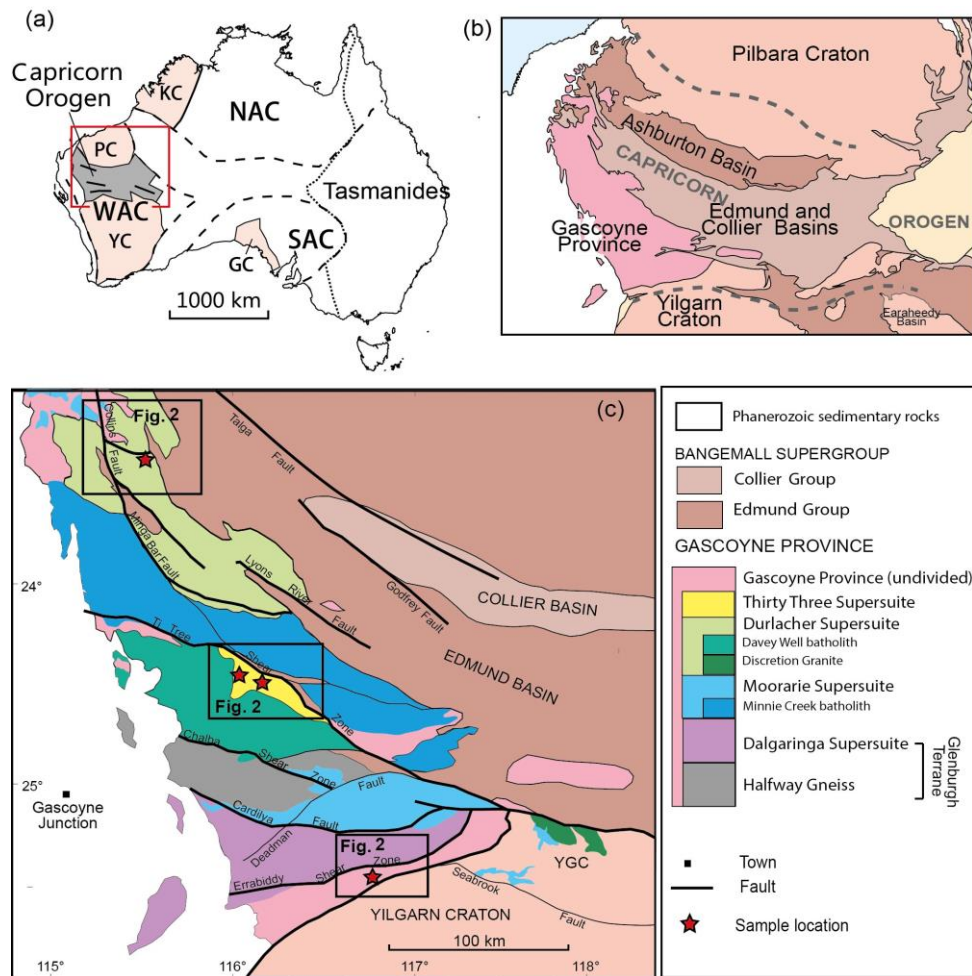 (a)
Capricorn
Orogen
KC
NAC
PC
WAC
YC
Tasmanides
SAC
GC
1000 km
(b)
Pilbara Craton
Ashburton Basin
CAPRICORN
Edmund and
Collier Basins
OROGEN
Gascoyne
Province
Yilgarn
Craton
Earaheedy
Basin
(c)
Fig. 2
Collins
Fault
Talga
Fault
Minga Bar Fault
Lyons
River
Fault
Godfrey Fault
24°
COLLIER BASIN
EDMUND BASIN
Ti Tree
Shear
Zone
Fig. 2
Chalba
Shear
Zone
Fault
25°
Gascoyne
Junction
Cardilya
Fault
Deadman
Fig. 2
Errabiddy
Shear
Zone
YGC
Seabrook
Fault
YILGARN CRATON
100 km
115°
116°
117°
118°
Phanerozoic sedimentary rocks
BANGEMALL SUPERGROUP
Collier Group
Edmund Group
GASCOYNE PROVINCE
Gascoyne Province (undivided)
Thirty Three Supersuite
Durlacher Supersuite
Davey Well batholith
Discretion Granite
Moorarie Supersuite
Minnie Creek batholith
Dalgaringa Supersuite
Halfway Gneiss
Glenburgh
Terrane
Town
Fault
Sample location